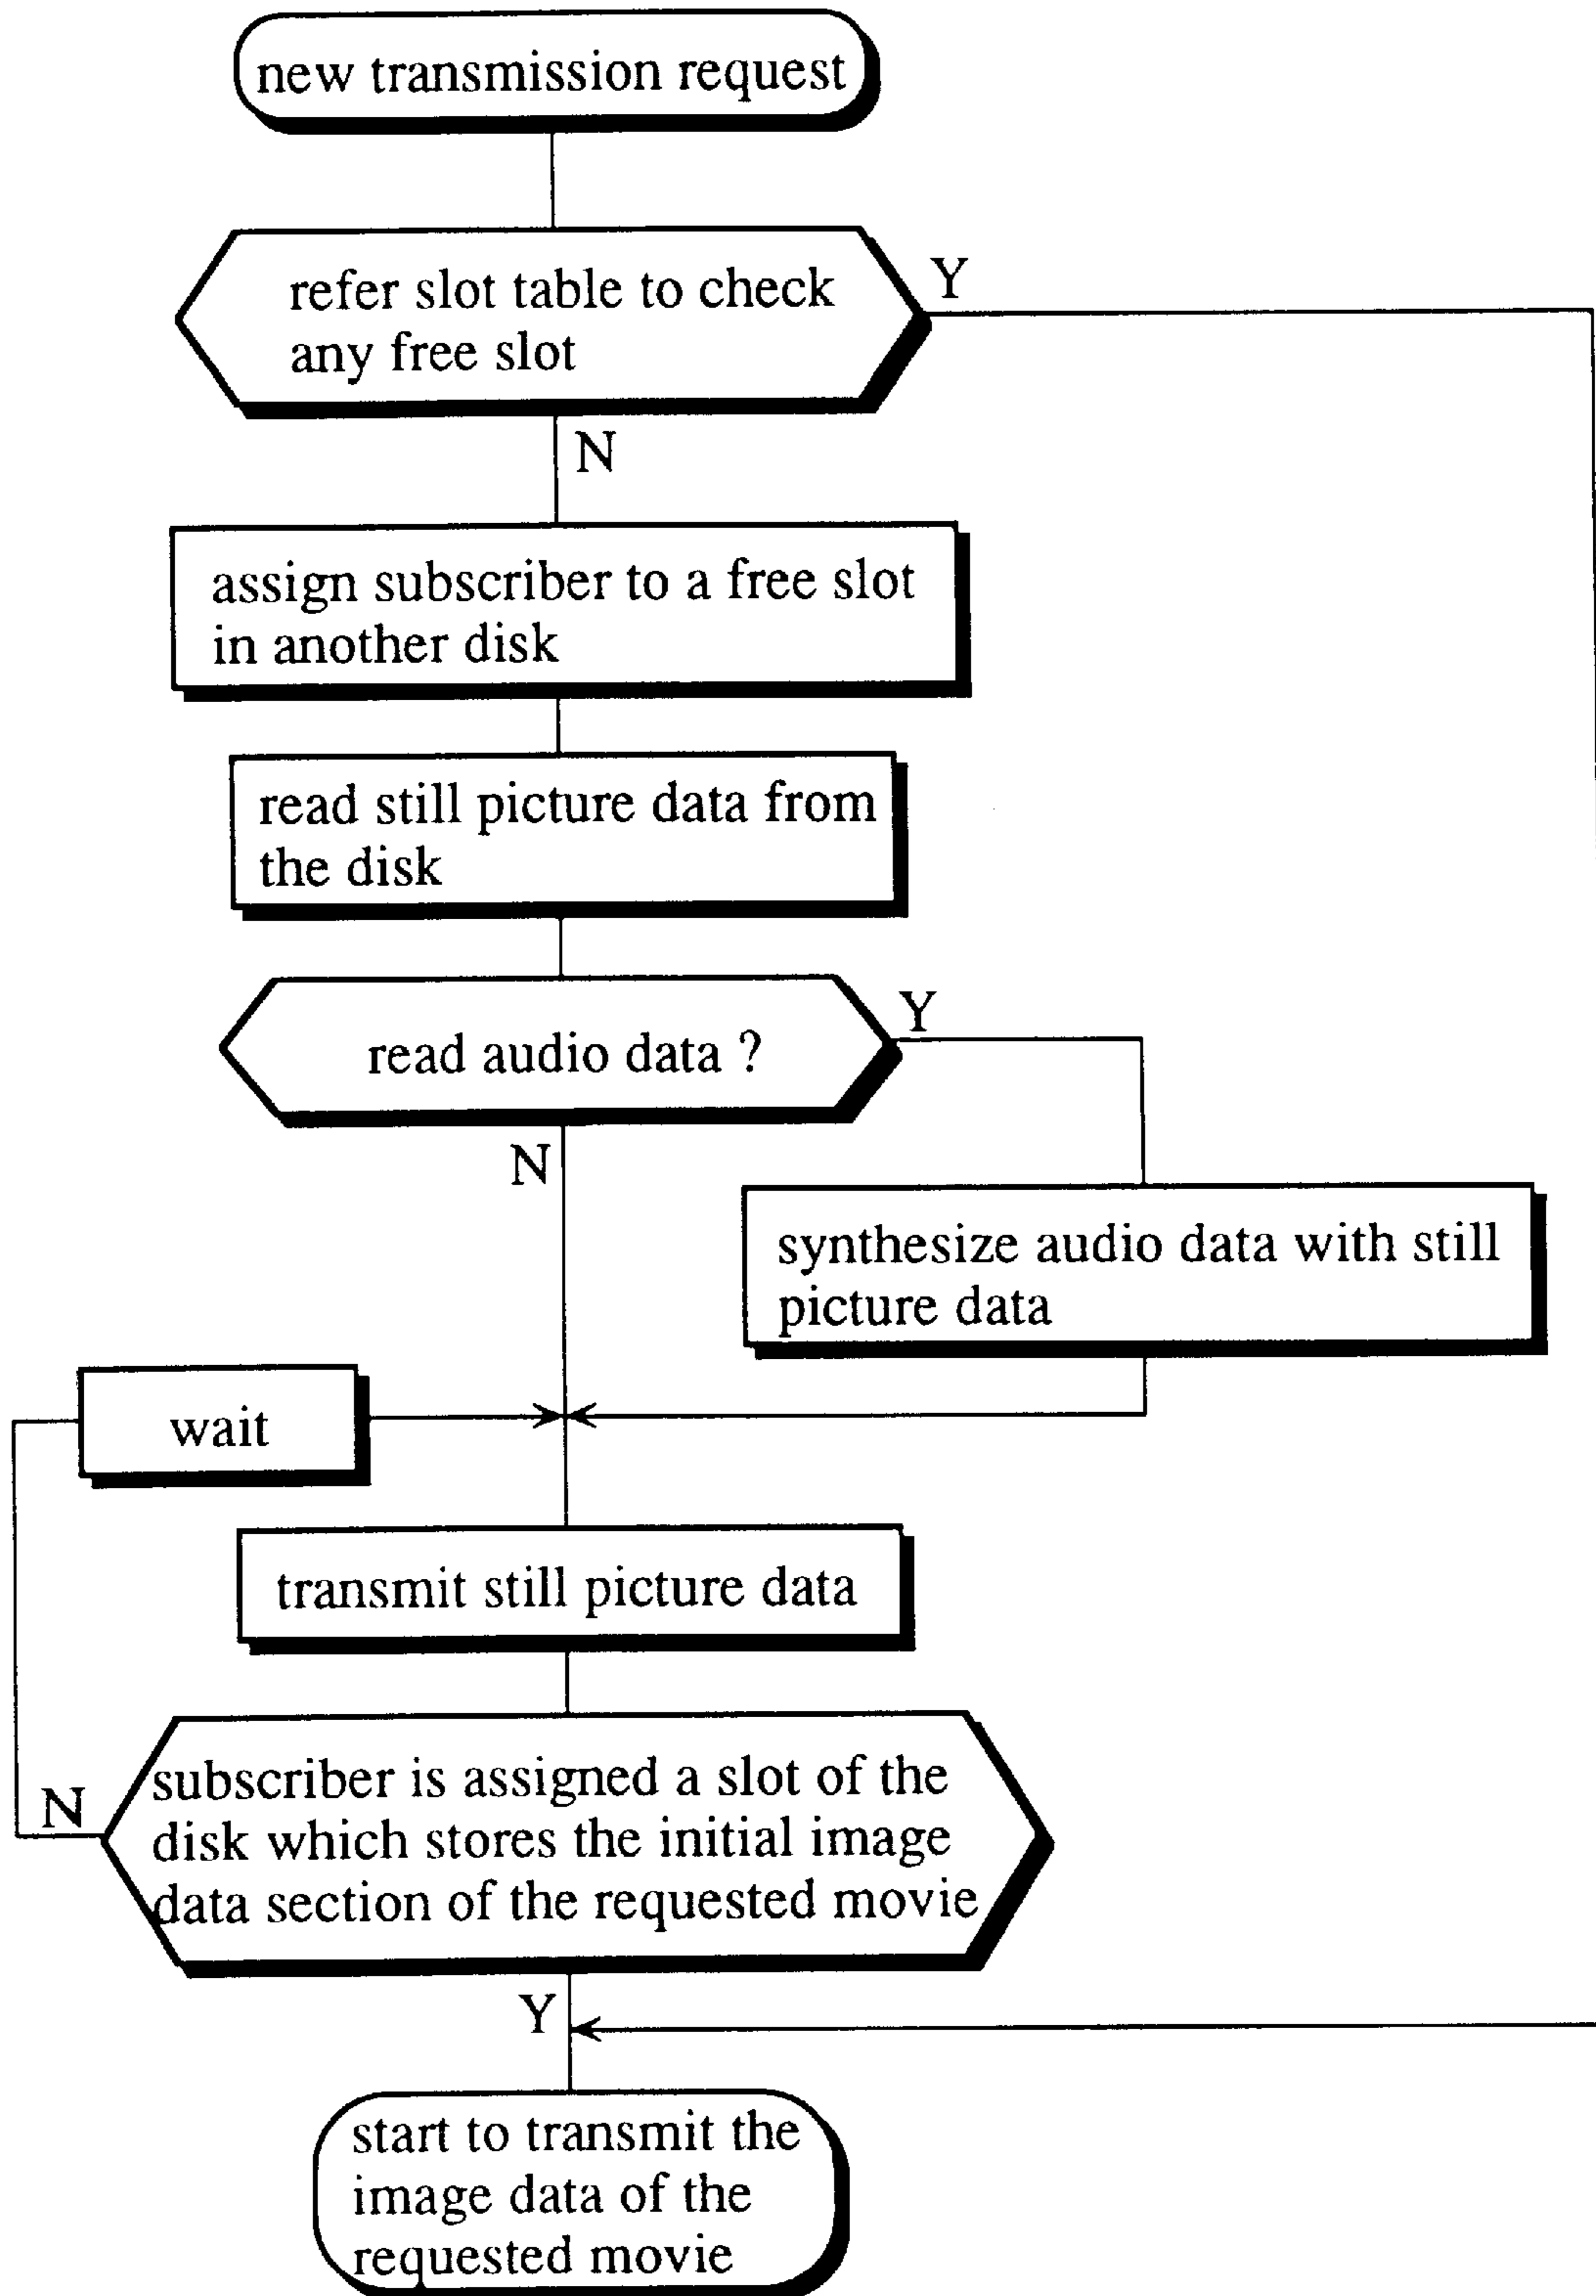 new transmission request
refer slot table to check
any free slot
Y
N
assign subscriber to a free slot
in another disk
read still picture data from
the disk
read audio data ?
Y
N
synthesize audio data with still
picture data
wait
transmit still picture data
subscriber is assigned a slot of the
disk which stores the initial image
data section of the requested movie
N
Y
start to transmit the
image data of the
requested movie